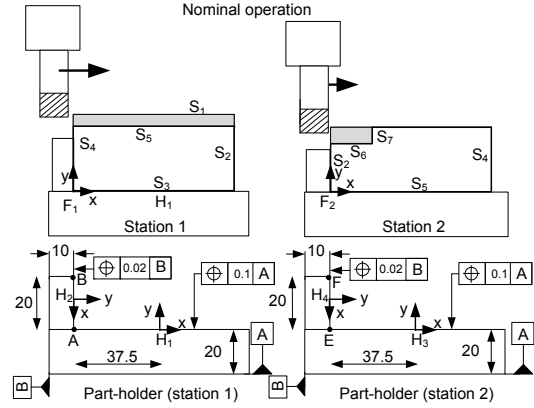 Nominal operation
S1
S4
S5
S2
S3
y
x
F1
H1
Station 1
S7
S6
S2
S4
y
x
S5
F2
Station 2
10
B
⌖ 0.02 B
⌖ 0.1 A
20
H2
y
x
y
x
A
H1
37.5
20
A
B
Part-holder (station 1)
10
F
⌖ 0.02 B
⌖ 0.1 A
20
H4
y
x
y
x
E
H3
37.5
20
A
B
Part-holder (station 2)